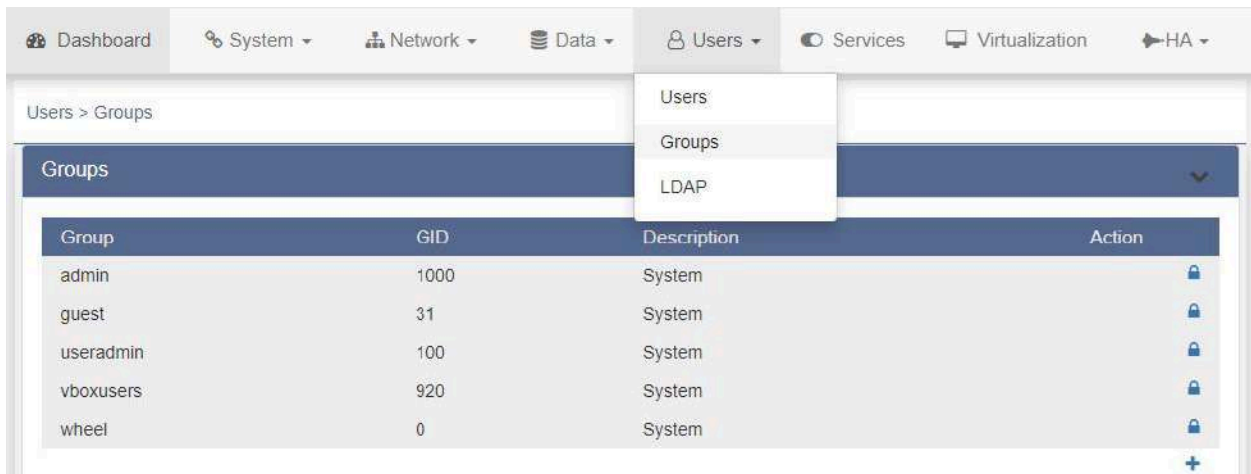 Dashboard System Network Data Users Services Virtualization HA
Users
Users > Groups
Groups
Groups
LDAP
Group GID Description Action
admin 1000 System
guest 31 System
useradmin 100 System
vboxusers 920 System
wheel 0 System